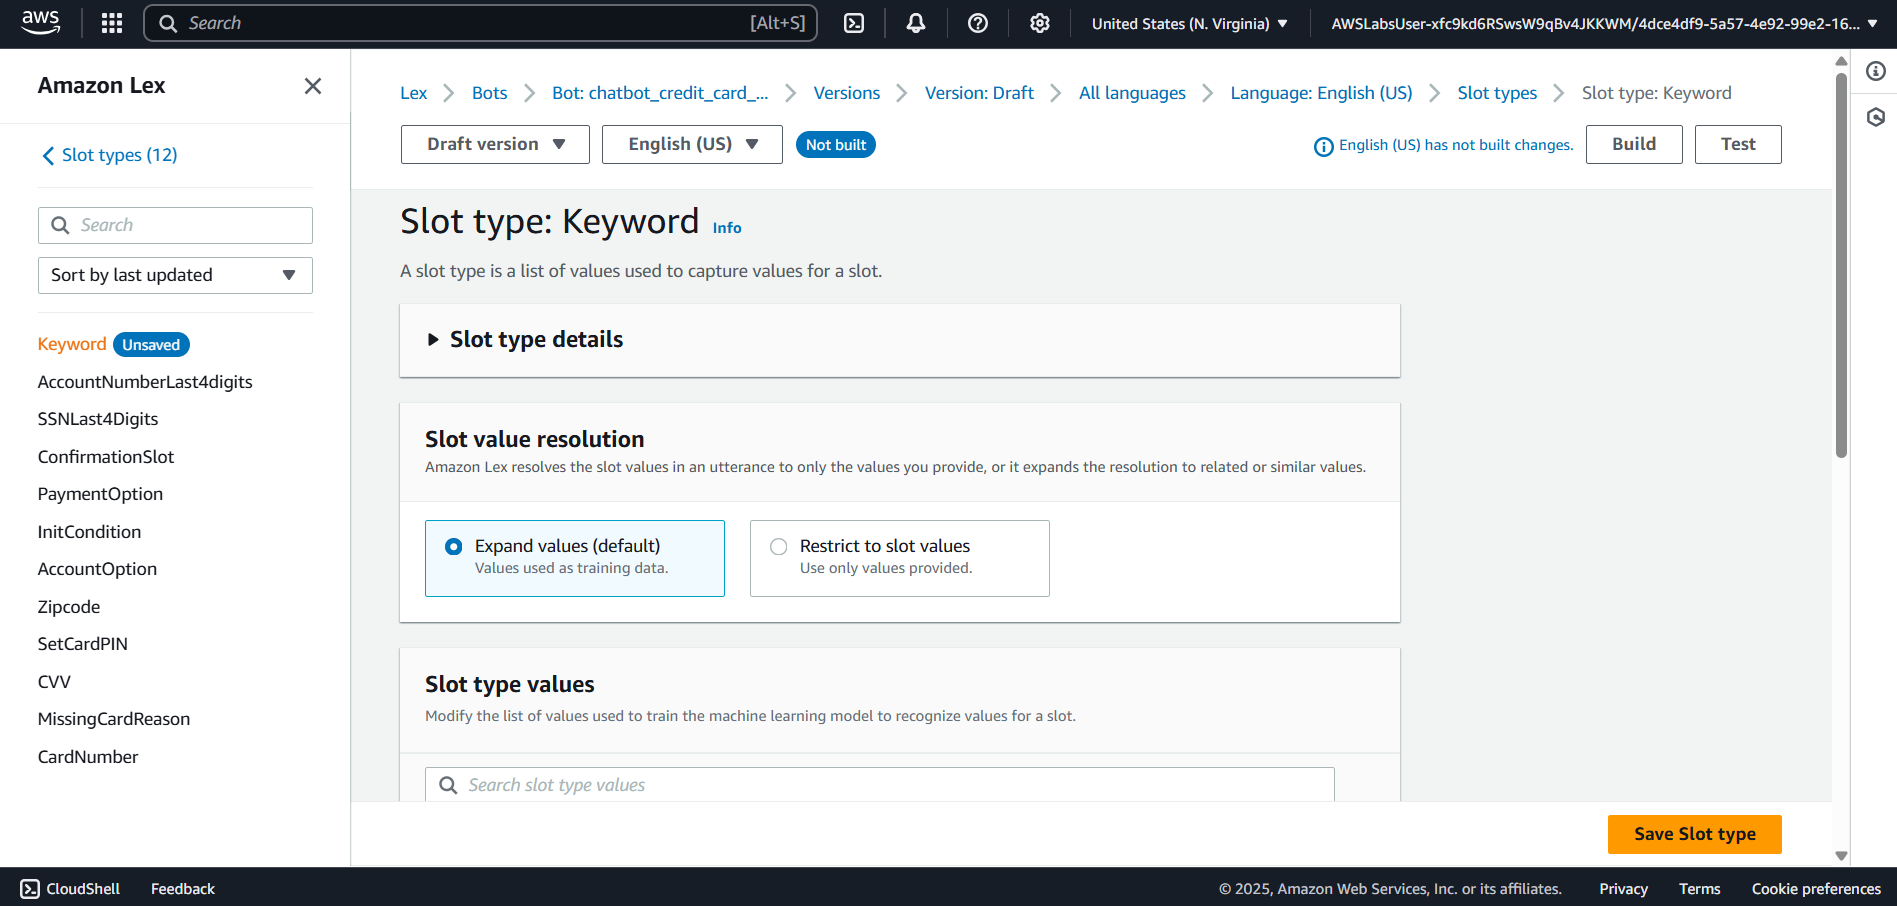 aws
Search [Alt+S]
United States (N. Virginia)
AWSLabsUser-xfc9kd6RSwsW9qBv4JKKWM/4dce4df9-5a57-4e92-99e2-16...
Amazon Lex
Slot types (12)
Search
Sort by last updated
Keyword Unsaved
AccountNumberLast4digits
SSNLast4Digits
ConfirmationSlot
PaymentOption
InitCondition
AccountOption
Zipcode
SetCardPIN
CVV
MissingCardReason
CardNumber
Lex Bots Bot: chatbot_credit_card_... Versions Version: Draft All languages Language: English (US) Slot types Slot type: Keyword
Draft version English (US) Not built English (US) has not built changes. Build Test
Slot type: Keyword Info
A slot type is a list of values used to capture values for a slot.
Slot type details
Slot value resolution
Amazon Lex resolves the slot values in an utterance to only the values you provide, or it expands the resolution to related or similar values.
Expand values (default)
Values used as training data.
Restrict to slot values
Use only values provided.
Slot type values
Modify the list of values used to train the machine learning model to recognize values for a slot.
Search slot type values
Save Slot type
CloudShell Feedback © 2025, Amazon Web Services, Inc. or its affiliates. Privacy Terms Cookie preferences